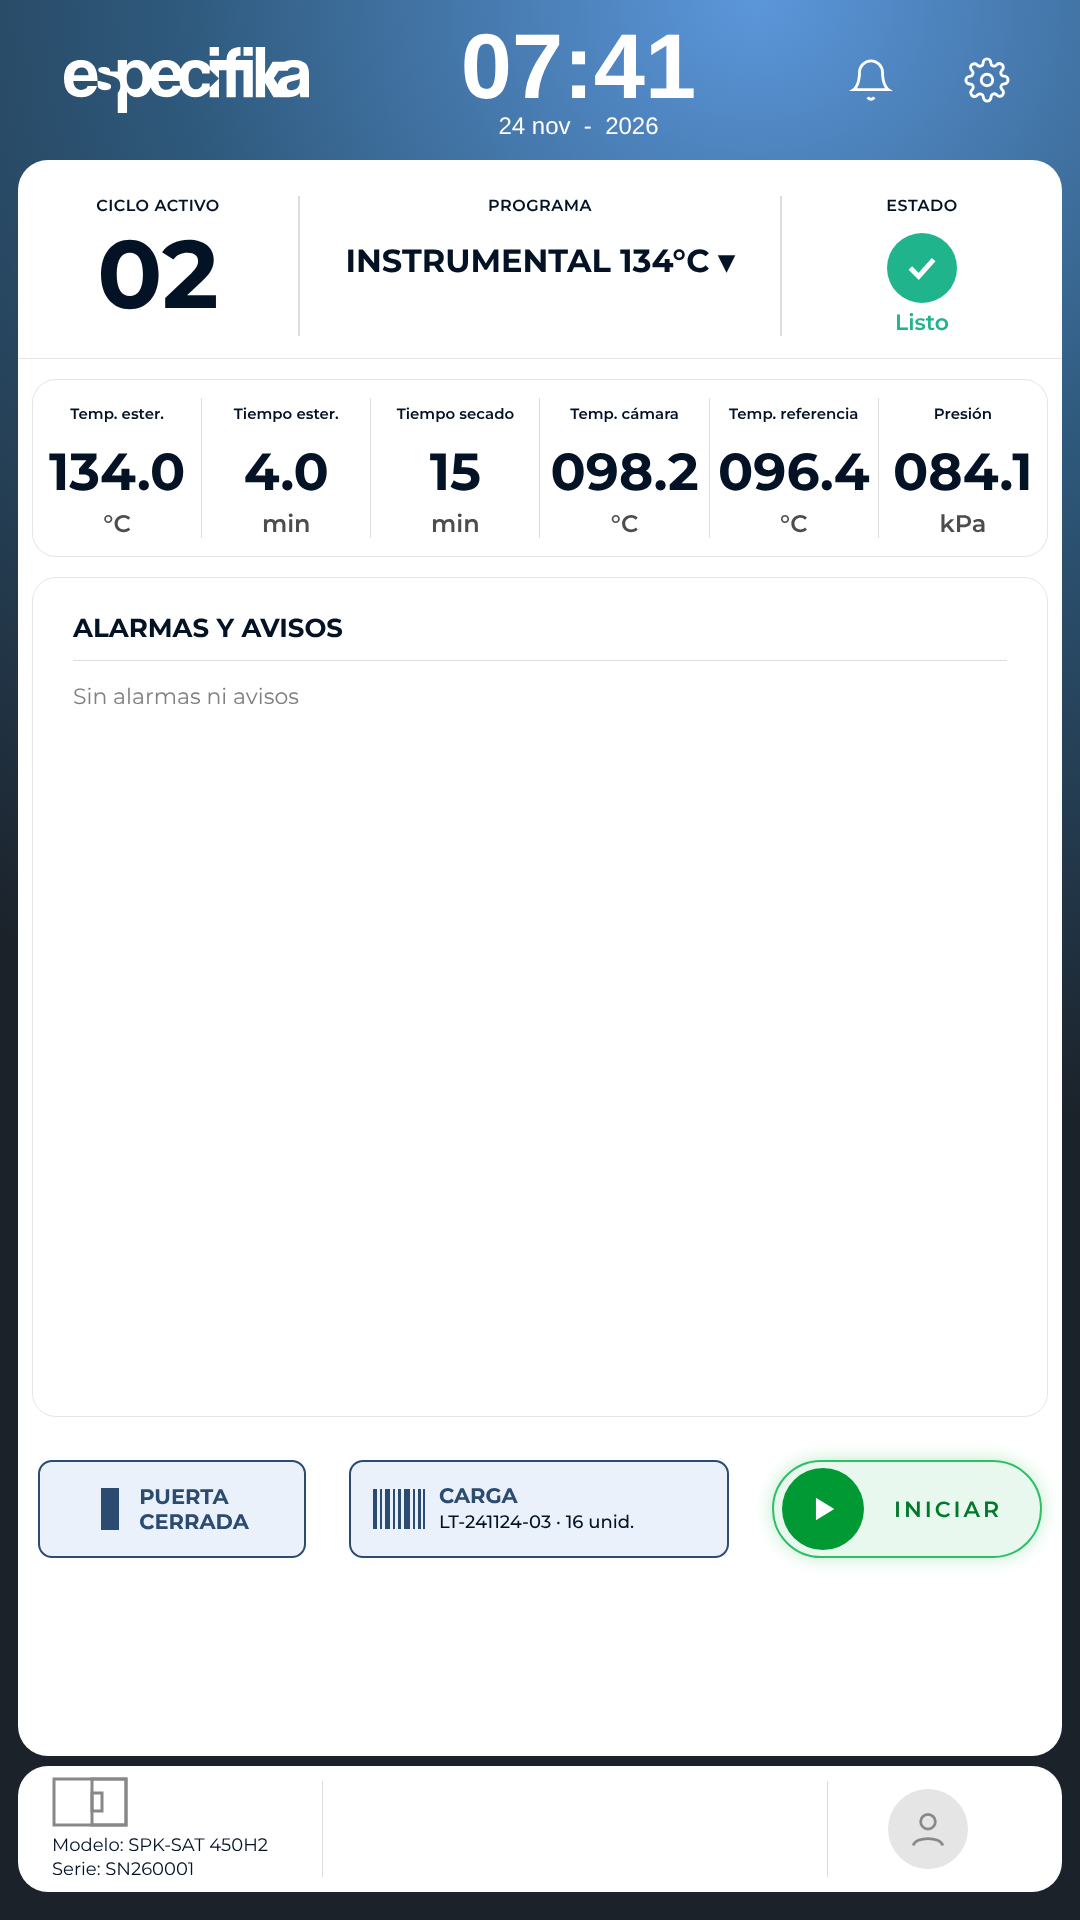 especifika
07:41
24 nov - 2026
CICLO ACTIVO
02
PROGRAMA
INSTRUMENTAL 134°C ▾
ESTADO
Listo
Temp. ester.
134.0
°C
Tiempo ester.
4.0
min
Tiempo secado
15
min
Temp. cámara
098.2
°C
Temp. referencia
096.4
°C
Presión
084.1
kPa
ALARMAS Y AVISOS
Sin alarmas ni avisos
PUERTA
CERRADA
CARGA
LT-241124-03 · 16 unid.
INICIAR
Modelo: SPK-SAT 450H2
Serie: SN260001